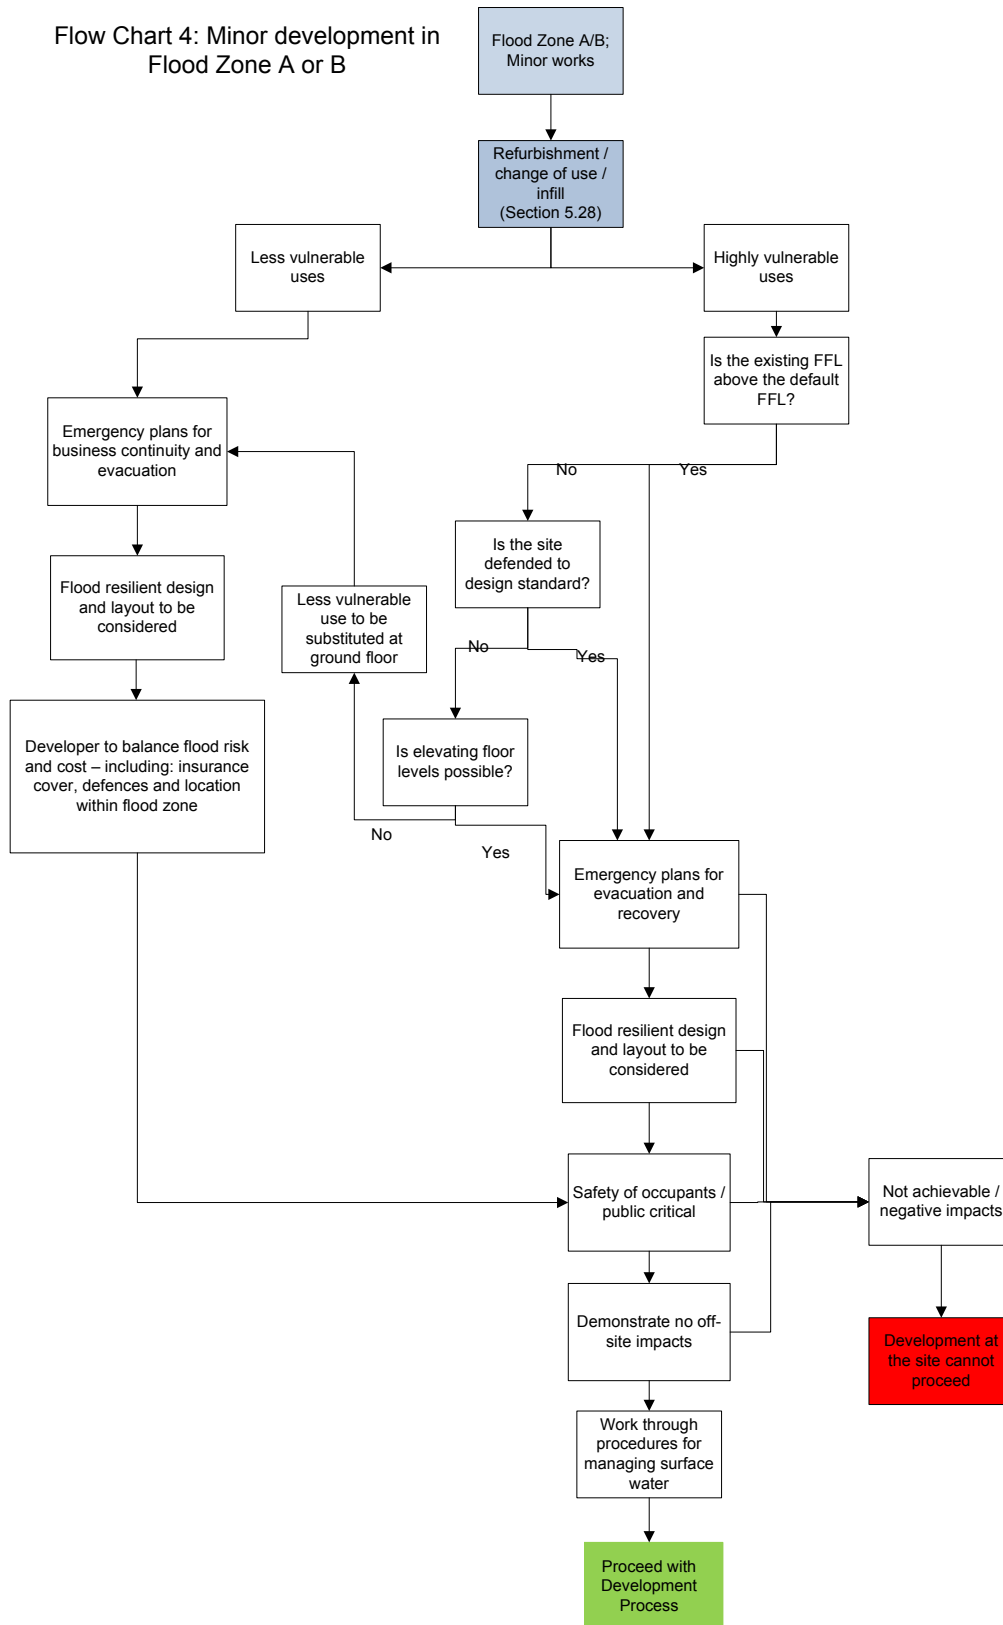 Flow Chart 4: Minor development in
Flood Zone A or B
Flood Zone A/B;
Minor works
Refurbishment /
change of use /
infill
(Section 5.28)
Less vulnerable
uses
Highly vulnerable
uses
Is the existing FFL
above the default
FFL?
Emergency plans for
business continuity and
evacuation
No
Yes
Is the site
defended to
design standard?
Flood resilient design
and layout to be
considered
Less vulnerable
use to be
substituted at
ground floor
No
Yes
Developer to balance flood risk
and cost – including: insurance
cover, defences and location
within flood zone
Is elevating floor
levels possible?
No
Yes
Emergency plans for
evacuation and
recovery
Flood resilient design
and layout to be
considered
Safety of occupants /
public critical
Not achievable /
negative impacts
Demonstrate no off-
site impacts
Development at
the site cannot
proceed
Work through
procedures for
managing surface
water
Proceed with
Development
Process